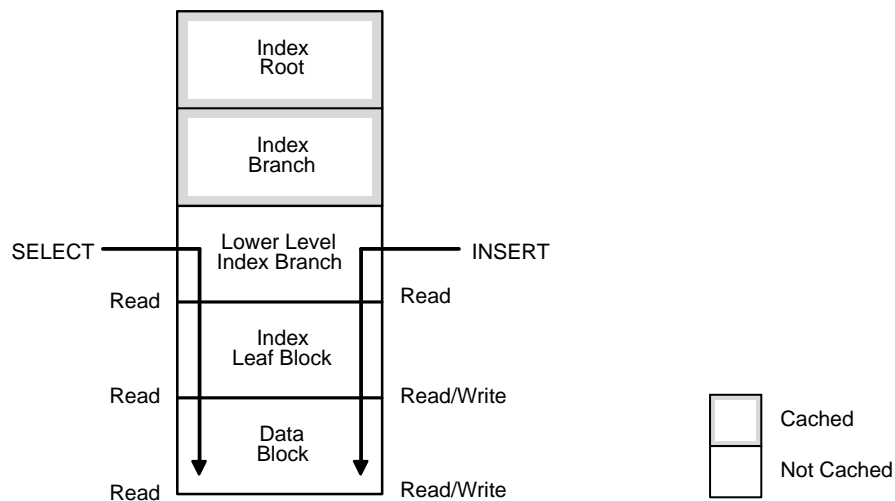 Index
Root
Index
Branch
SELECT
Lower Level
Index Branch
INSERT
Read
Read
Index
Leaf Block
Read
Read/Write
Data
Block
Read
Read/Write
Cached
Not Cached